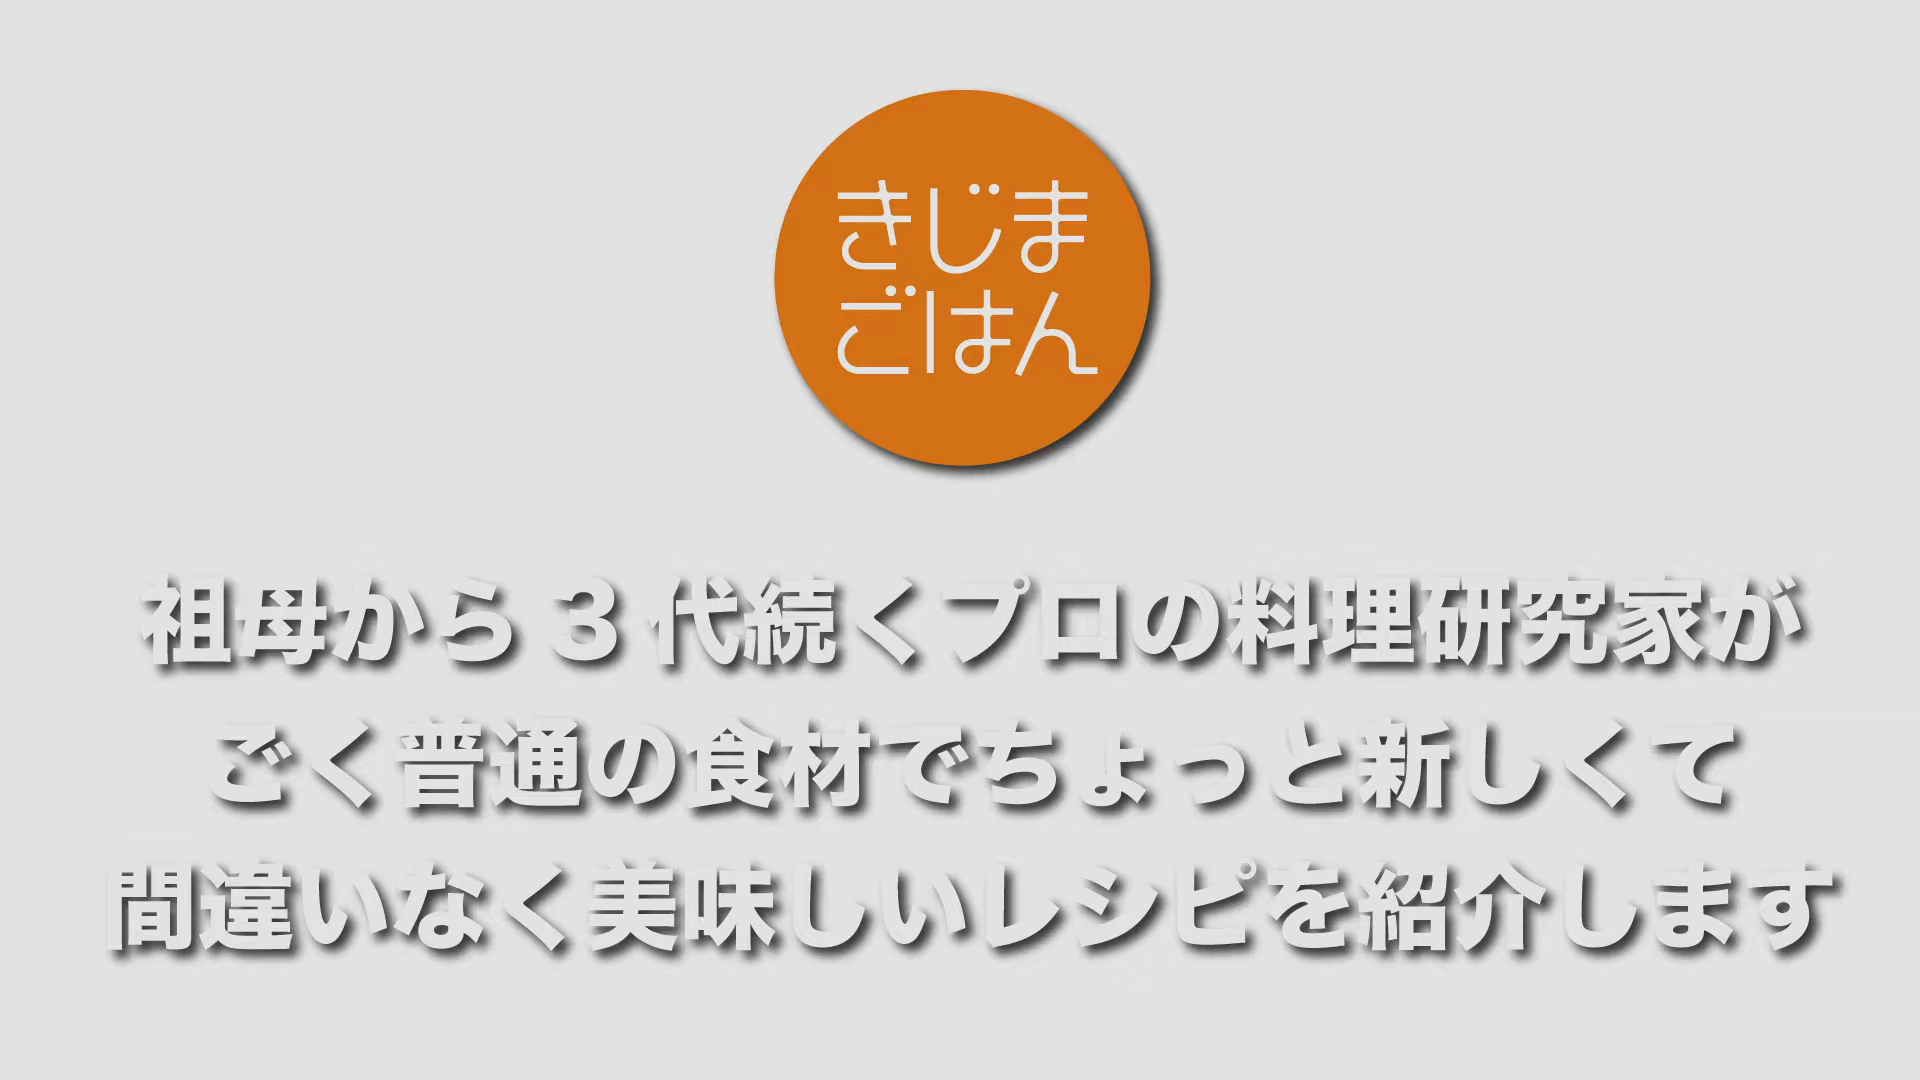 きじま
ごはん
祖母から3代続くプロの料理研究家が
ごく普通の食材でちょっと新しくて
間違いなく美味しいレシピを紹介します